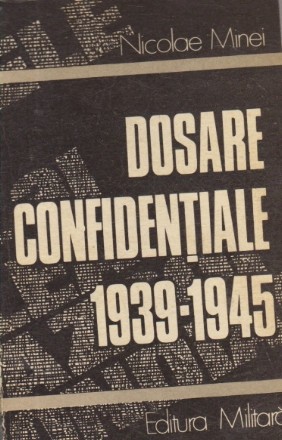 Nicolae Minei
DOSARE
CONFIDENȚIALE
1939-1945
Editura Militară